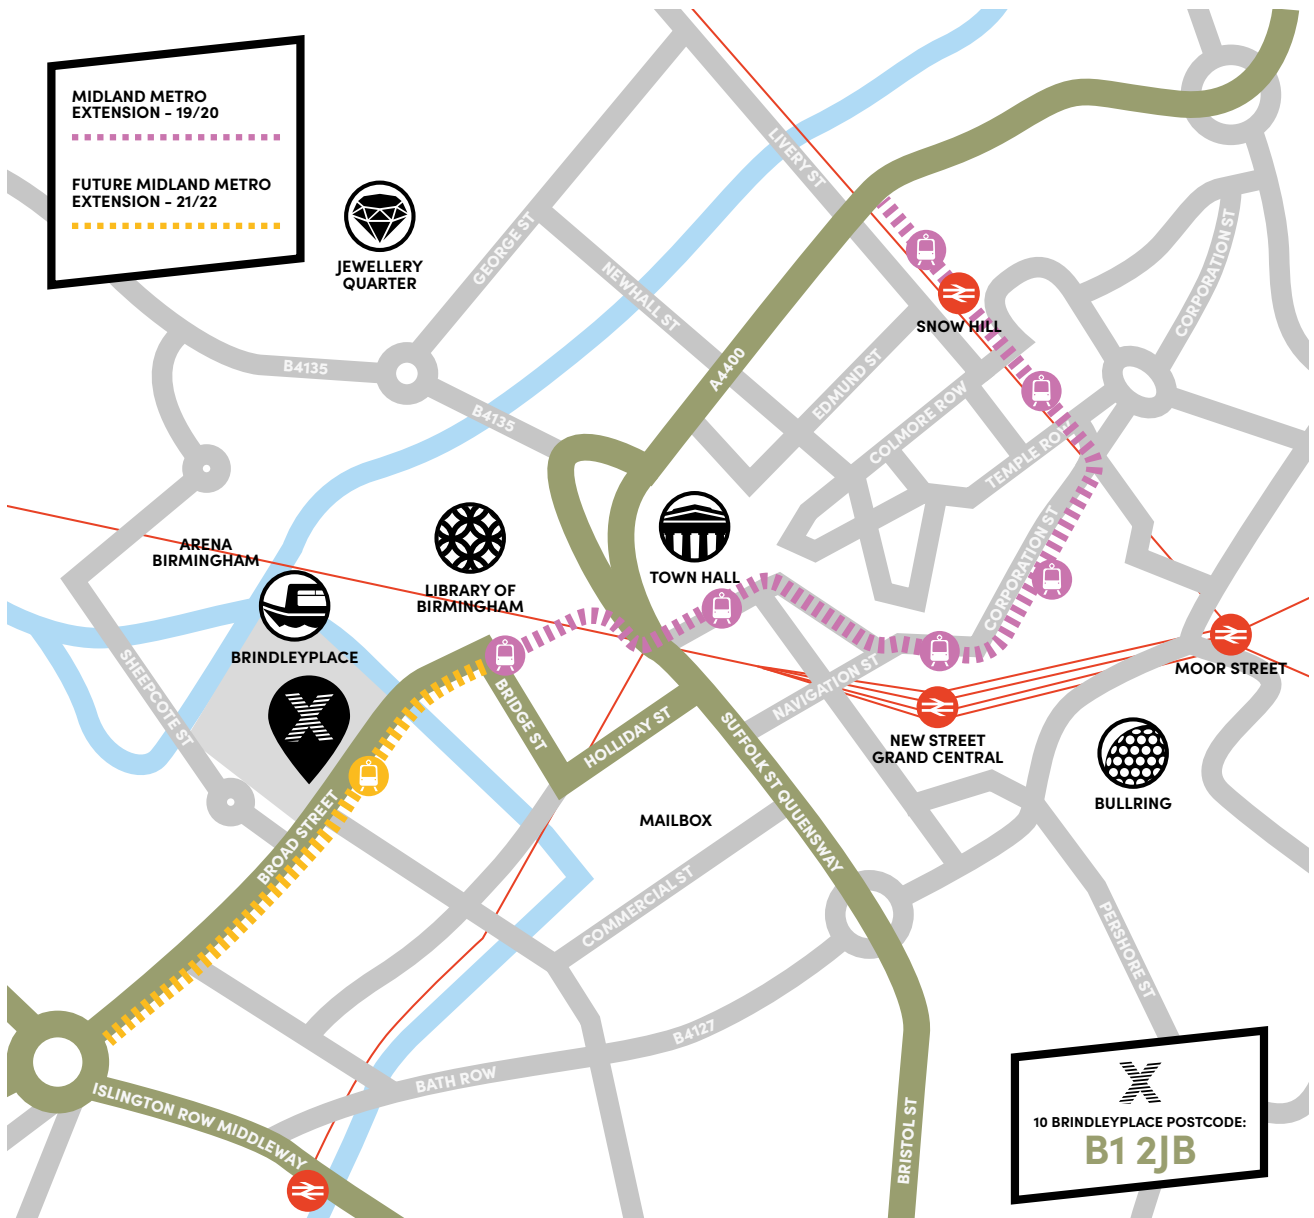 MIDLAND METRO
EXTENSION - 19/20
FUTURE MIDLAND METRO
EXTENSION - 21/22
JEWELLERY
QUARTER
GEORGE ST
LIVERY ST
NEWHALL ST
CORPORATION ST
SNOW HILL
A4400
EDMUND ST
COLMORE ROW
TEMPLE ROW
B4135
B4135
ARENA
BIRMINGHAM
LIBRARY OF
BIRMINGHAM
TOWN HALL
CORPORATION ST
BRINDLEYPLACE
SHEEPCOTE ST
BRIDGE ST
HOLLIDAY ST
NAVIGATION ST
MOOR STREET
NEW STREET
GRAND CENTRAL
SUFFOLK ST QUUENSWAY
BULLRING
MAILBOX
BROAD STREET
COMMERCIAL ST
PERSHORE ST
B4127
BATH ROW
ISLINGTON ROW MIDDLEWAY
BRISTOL ST
X
10 BRINDLEYPLACE POSTCODE:
B1 2JB